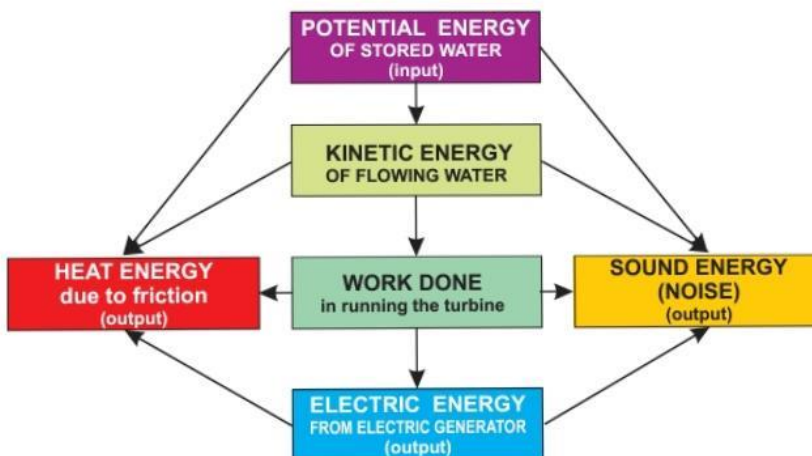 POTENTIAL ENERGY
OF STORED WATER
(input)
KINETIC ENERGY
OF FLOWING WATER
HEAT ENERGY
due to friction
(output)
WORK DONE
in running the turbine
SOUND ENERGY
(NOISE)
(output)
ELECTRIC ENERGY
FROM ELECTRIC GENERATOR
(output)